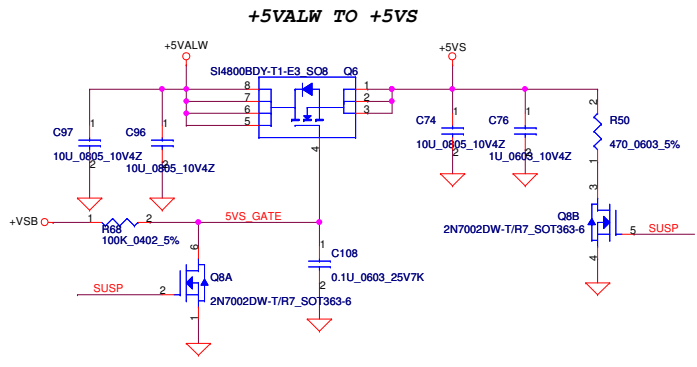 +5VALW TO +5VS
+5VALW
+5VS
SI4800BDY-T1-E3_SO8 Q6
8
7
6
5
1
2
3
4
C97
10U_0805_10V4Z
1
2
C96
10U_0805_10V4Z
1
2
C74
10U_0805_10V4Z
1
2
C76
1U_0603_10V4Z
1
2
R50
470_0603_5%
2
1
+VSB
1
2
R68
100K_0402_5%
5VS_GATE
C108
0.1U_0603_25V7K
1
2
Q8A
2N7002DW-T/R7_SOT363-6
6
SUSP
2
1
Q8B
2N7002DW-T/R7_SOT363-6
3
5
SUSP
4